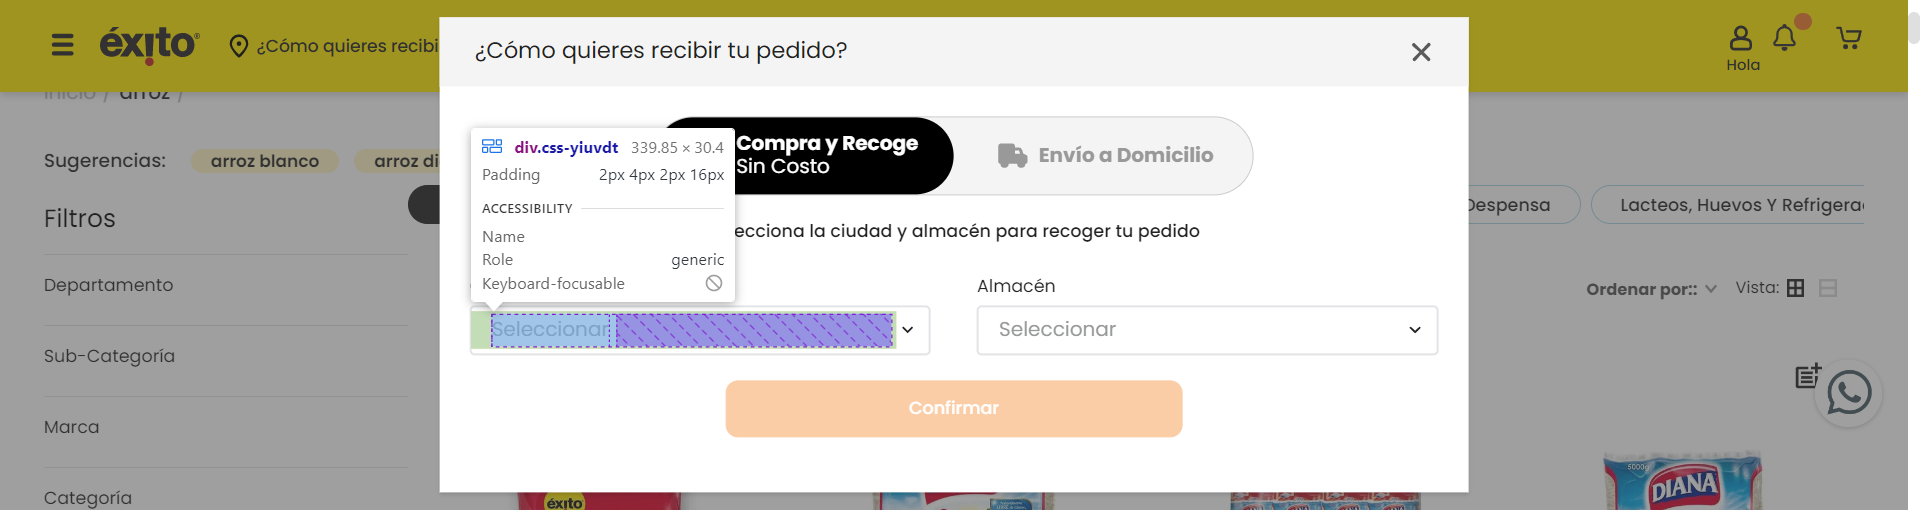 ¿Cómo quieres recibir tu pedido?
éxito
¿Cómo quieres recibi
Hola
Inicio / arroz /
Compra y Recoge
Sin Costo
Envío a Domicilio
div.css-yiuvdt 339.85 × 30.4
Padding 2px 4px 2px 16px
ACCESSIBILITY
Name
Role generic
Keyboard-focusable
Sugerencias: arroz blanco arroz di
Despensa
Lacteos, Huevos Y Refrigera
Filtros
ecciona la ciudad y almacén para recoger tu pedido
Departamento
Almacén
Ordenar por:: Vista:
Seleccionar
Seleccionar
Sub-Categoría
Confirmar
Marca
Categoría
éxito
5000g
DIANA